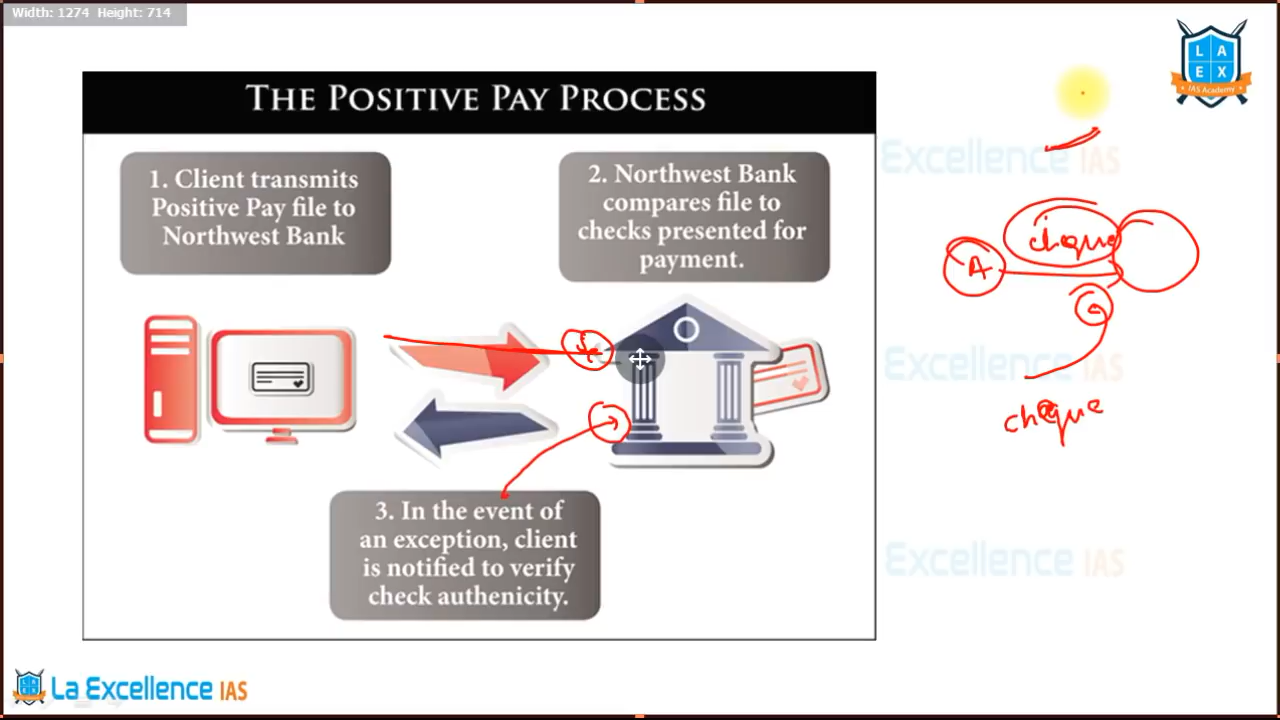 Width: 1274 Height: 714
L A
E X
IAS Academy
THE POSITIVE PAY PROCESS
Excellence IAS
1. Client transmits
Positive Pay file to
Northwest Bank
2. Northwest Bank
compares file to
checks presented for
payment.
cheque
A
Excellence IAS
cheque
3. In the event of
an exception, client
is notified to verify
check authenicity.
Excellence IAS
La Excellence IAS